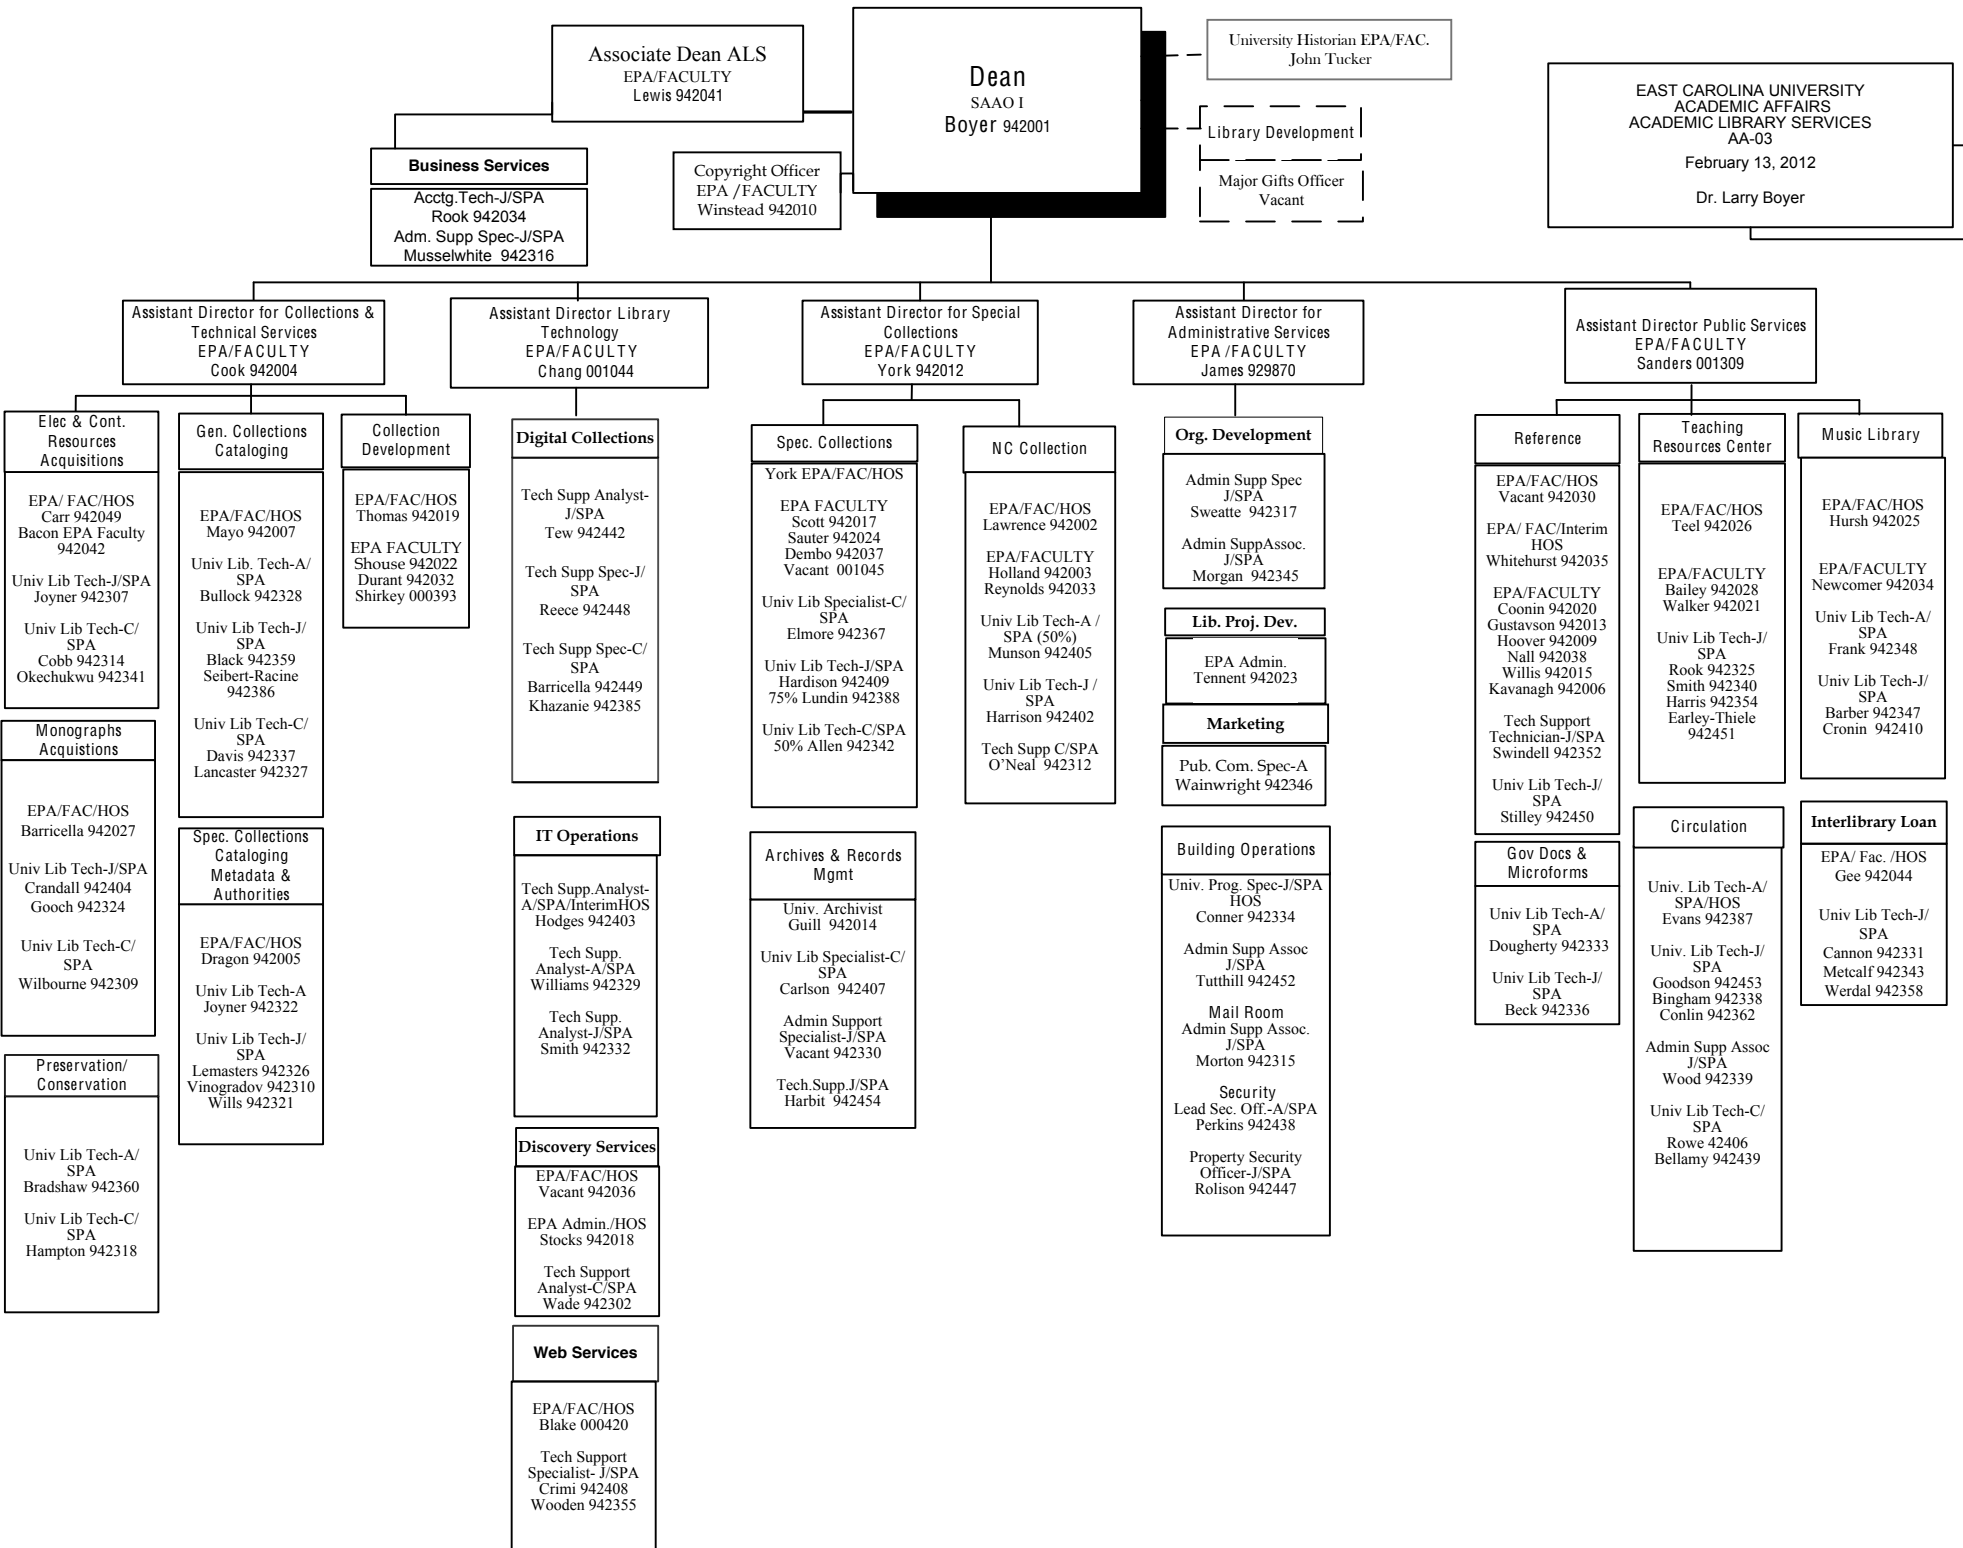 Associate Dean ALS
EPA/FACULTY
Lewis 942041
Dean
SAAO I
Boyer 942001
University Historian EPA/FAC.
John Tucker
Library Development
Major Gifts Officer
Vacant
EAST CAROLINA UNIVERSITY
ACADEMIC AFFAIRS
ACADEMIC LIBRARY SERVICES
AA-03
February 13, 2012
Dr. Larry Boyer
Business Services
Acctg.Tech-J/SPA
Rook 942034
Adm. Supp Spec-J/SPA
Musselwhite 942316
Copyright Officer
EPA /FACULTY
Winstead 942010
Assistant Director for Collections &
Technical Services
EPA/FACULTY
Cook 942004
Assistant Director Library
Technology
EPA/FACULTY
Chang 001044
Assistant Director for Special
Collections
EPA/FACULTY
York 942012
Assistant Director for
Administrative Services
EPA /FACULTY
James 929870
Assistant Director Public Services
EPA/FACULTY
Sanders 001309
Elec & Cont.
Resources
Acquisitions
EPA/ FAC/HOS
Carr 942049
Bacon EPA Faculty
942042
Univ Lib Tech-J/SPA
Joyner 942307
Univ Lib Tech-C/
SPA
Cobb 942314
Okechukwu 942341
Monographs
Acquistions
EPA/FAC/HOS
Barricella 942027
Univ Lib Tech-J/SPA
Crandall 942404
Gooch 942324
Univ Lib Tech-C/
SPA
Wilbourne 942309
Preservation/
Conservation
Univ Lib Tech-A/
SPA
Bradshaw 942360
Univ Lib Tech-C/
SPA
Hampton 942318
Gen. Collections
Cataloging
EPA/FAC/HOS
Mayo 942007
Univ Lib. Tech-A/
SPA
Bullock 942328
Univ Lib Tech-J/
SPA
Black 942359
Seibert-Racine
942386
Univ Lib Tech-C/
SPA
Davis 942337
Lancaster 942327
Spec. Collections
Cataloging
Metadata &
Authorities
EPA/FAC/HOS
Dragon 942005
Univ Lib Tech-A
Joyner 942322
Univ Lib Tech-J/
SPA
Lemasters 942326
Vinogradov 942310
Wills 942321
Collection
Development
EPA/FAC/HOS
Thomas 942019
EPA FACULTY
Shouse 942022
Durant 942032
Shirkey 000393
Digital Collections
Tech Supp Analyst-
J/SPA
Tew 942442
Tech Supp Spec-J/
SPA
Reece 942448
Tech Supp Spec-C/
SPA
Barricella 942449
Khazanie 942385
IT Operations
Tech Supp.Analyst-
A/SPA/InterimHOS
Hodges 942403
Tech Supp.
Analyst-A/SPA
Williams 942329
Tech Supp.
Analyst-J/SPA
Smith 942332
Discovery Services
EPA/FAC/HOS
Vacant 942036
EPA Admin./HOS
Stocks 942018
Tech Support
Analyst-C/SPA
Wade 942302
Web Services
EPA/FAC/HOS
Blake 000420
Tech Support
Specialist- J/SPA
Crimi 942408
Wooden 942355
Spec. Collections
York EPA/FAC/HOS
EPA FACULTY
Scott 942017
Sauter 942024
Dembo 942037
Vacant 001045
Univ Lib Specialist-C/
SPA
Elmore 942367
Univ Lib Tech-J/SPA
Hardison 942409
75% Lundin 942388
Univ Lib Tech-C/SPA
50% Allen 942342
Archives & Records
Mgmt
Univ. Archivist
Guill 942014
Univ Lib Specialist-C/
SPA
Carlson 942407
Admin Support
Specialist-J/SPA
Vacant 942330
Tech.Supp.J/SPA
Harbit 942454
NC Collection
EPA/FAC/HOS
Lawrence 942002
EPA/FACULTY
Holland 942003
Reynolds 942033
Univ Lib Tech-A /
SPA (50%)
Munson 942405
Univ Lib Tech-J /
SPA
Harrison 942402
Tech Supp C/SPA
O'Neal 942312
Org. Development
Admin Supp Spec
J/SPA
Sweatte 942317
Admin SuppAssoc.
J/SPA
Morgan 942345
Lib. Proj. Dev.
EPA Admin.
Tennent 942023
Marketing
Pub. Com. Spec-A
Wainwright 942346
Building Operations
Univ. Prog. Spec-J/SPA
HOS
Conner 942334
Admin Supp Assoc
J/SPA
Tutthill 942452
Mail Room
Admin Supp Assoc.
J/SPA
Morton 942315
Security
Lead Sec. Off.-A/SPA
Perkins 942438
Property Security
Officer-J/SPA
Rolison 942447
Reference
EPA/FAC/HOS
Vacant 942030
EPA/ FAC/Interim
HOS
Whitehurst 942035
EPA/FACULTY
Coonin 942020
Gustavson 942013
Hoover 942009
Nall 942038
Willis 942015
Kavanagh 942006
Tech Support
Technician-J/SPA
Swindell 942352
Univ Lib Tech-J/
SPA
Stilley 942450
Gov Docs &
Microforms
Univ Lib Tech-A/
SPA
Dougherty 942333
Univ Lib Tech-J/
SPA
Beck 942336
Teaching
Resources Center
EPA/FAC/HOS
Teel 942026
EPA/FACULTY
Bailey 942028
Walker 942021
Univ Lib Tech-J/
SPA
Rook 942325
Smith 942340
Harris 942354
Earley-Thiele
942451
Circulation
Univ. Lib Tech-A/
SPA/HOS
Evans 942387
Univ. Lib Tech-J/
SPA
Goodson 942453
Bingham 942338
Conlin 942362
Admin Supp Assoc
J/SPA
Wood 942339
Univ Lib Tech-C/
SPA
Rowe 42406
Bellamy 942439
Music Library
EPA/FAC/HOS
Hursh 942025
EPA/FACULTY
Newcomer 942034
Univ Lib Tech-A/
SPA
Frank 942348
Univ Lib Tech-J/
SPA
Barber 942347
Cronin 942410
Interlibrary Loan
EPA/ Fac. /HOS
Gee 942044
Univ Lib Tech-J/
SPA
Cannon 942331
Metcalf 942343
Werdal 942358